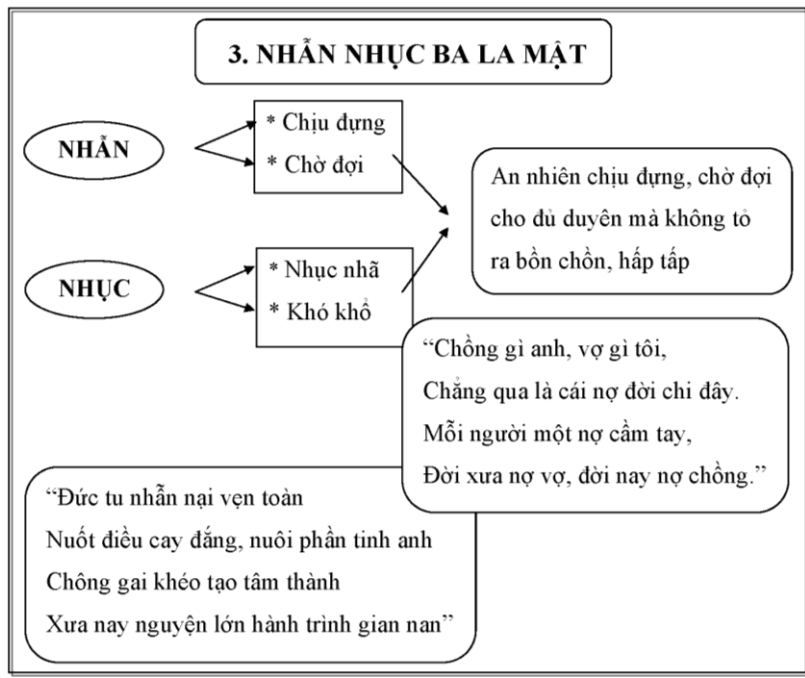 3. NHẪN NHỤC BA LA MẬT
NHẪN
* Chịu đựng
* Chờ đợi
NHỤC
* Nhục nhã
* Khó khổ
An nhiên chịu đựng, chờ đợi
cho đủ duyên mà không tỏ
ra bồn chồn, hấp tấp
“Chồng gì anh, vợ gì tôi,
Chẳng qua là cái nợ đời chi đây.
Mỗi người một nợ cầm tay,
Đời xưa nợ vợ, đời nay nợ chồng.”
“Đức tu nhẫn nại vẹn toàn
Nuốt điều cay đắng, nuôi phần tinh anh
Chông gai khéo tạo tâm thành
Xưa nay nguyện lớn hành trình gian nan”